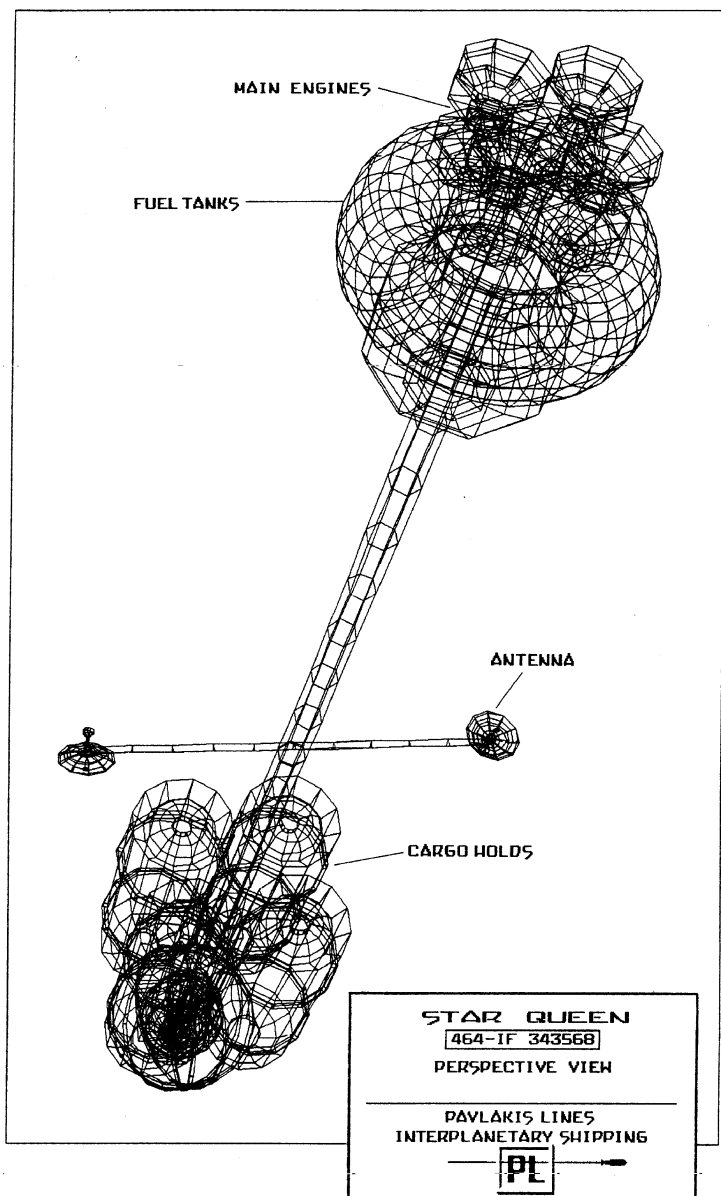 MAIN ENGINES
FUEL TANKS
ANTENNA
CARGO HOLDS
STAR QUEEN
464-IF 343568
PERSPECTIVE VIEW
PAVLAKIS LINES
INTERPLANETARY SHIPPING
PL